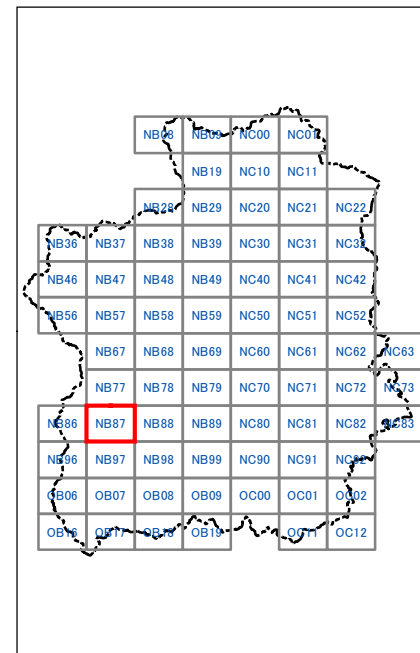 NB08 NB09 NC00 NC01
NB19 NC10 NC11
NB28 NB29 NC20 NC21 NC22
NB36 NB37 NB38 NB39 NC30 NC31 NC32
NB46 NB47 NB48 NB49 NC40 NC41 NC42
NB56 NB57 NB58 NB59 NC50 NC51 NC52
NB67 NB68 NB69 NC60 NC61 NC62 NC63
NB77 NB78 NB79 NC70 NC71 NC72 NC73
NB86 NB87 NB88 NB89 NC80 NC81 NC82 NC83
NB96 NB97 NB98 NB99 NC90 NC91 NC92
OB06 OB07 OB08 OB09 OC00 OC01 OC02
OB16 OB17 OB18 OB19 OC11 OC12